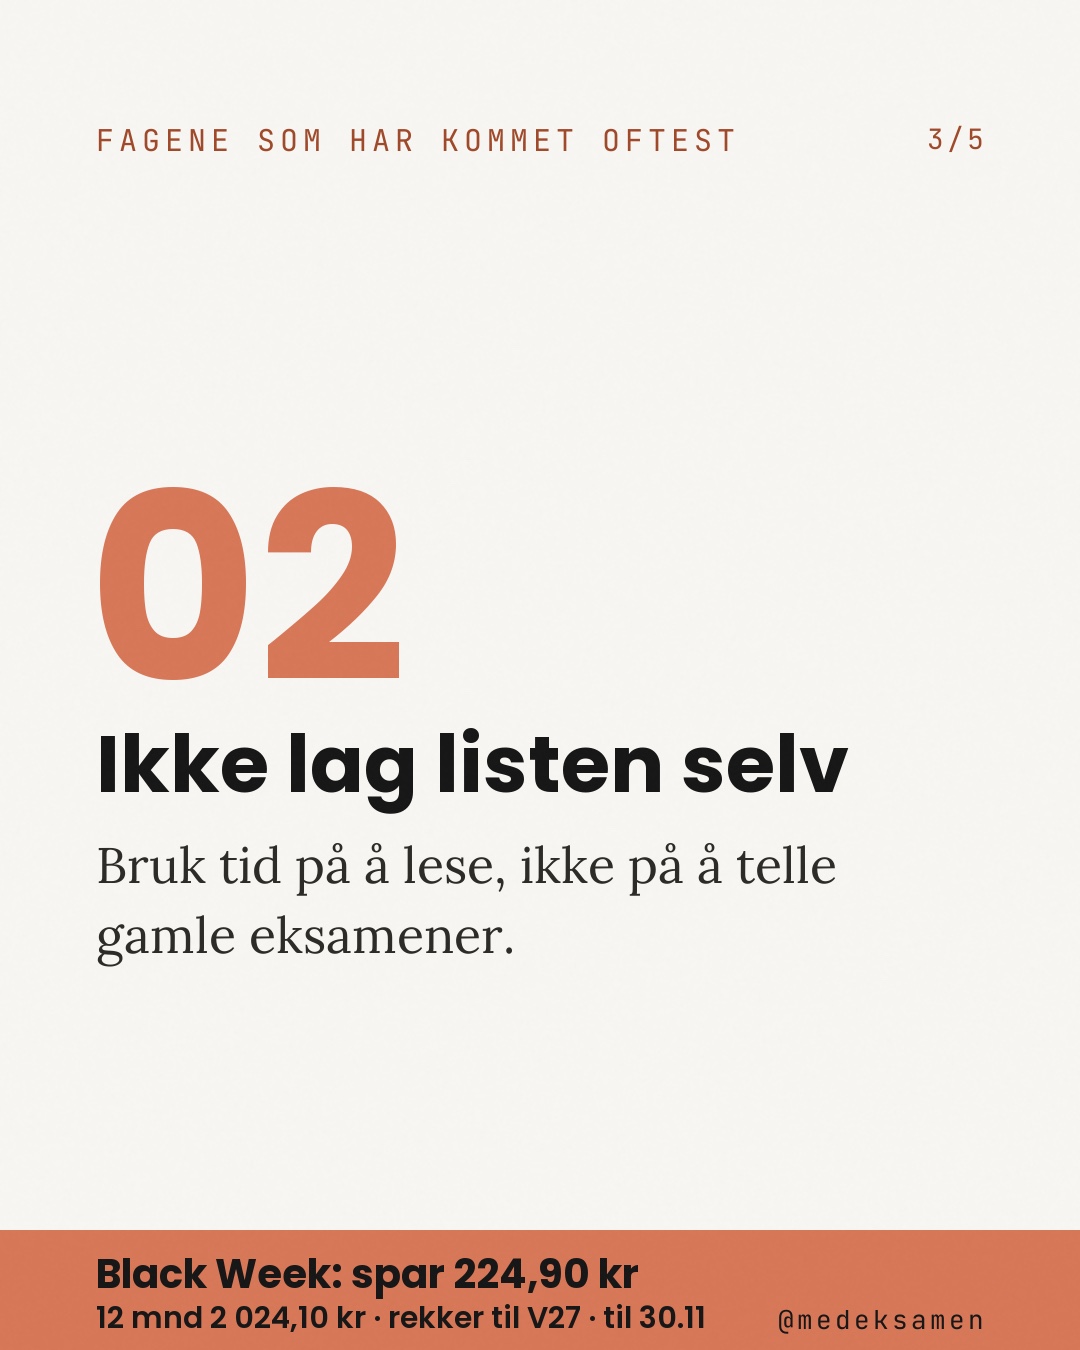 FAGENE SOM HAR KOMMET OFTEST
3/5
02
Ikke lag listen selv
Bruk tid på å lese, ikke på å telle
gamle eksamener.
Black Week: spar 224,90 kr
12 mnd 2 024,10 kr · rekker til V27 · til 30.11
@medeksamen